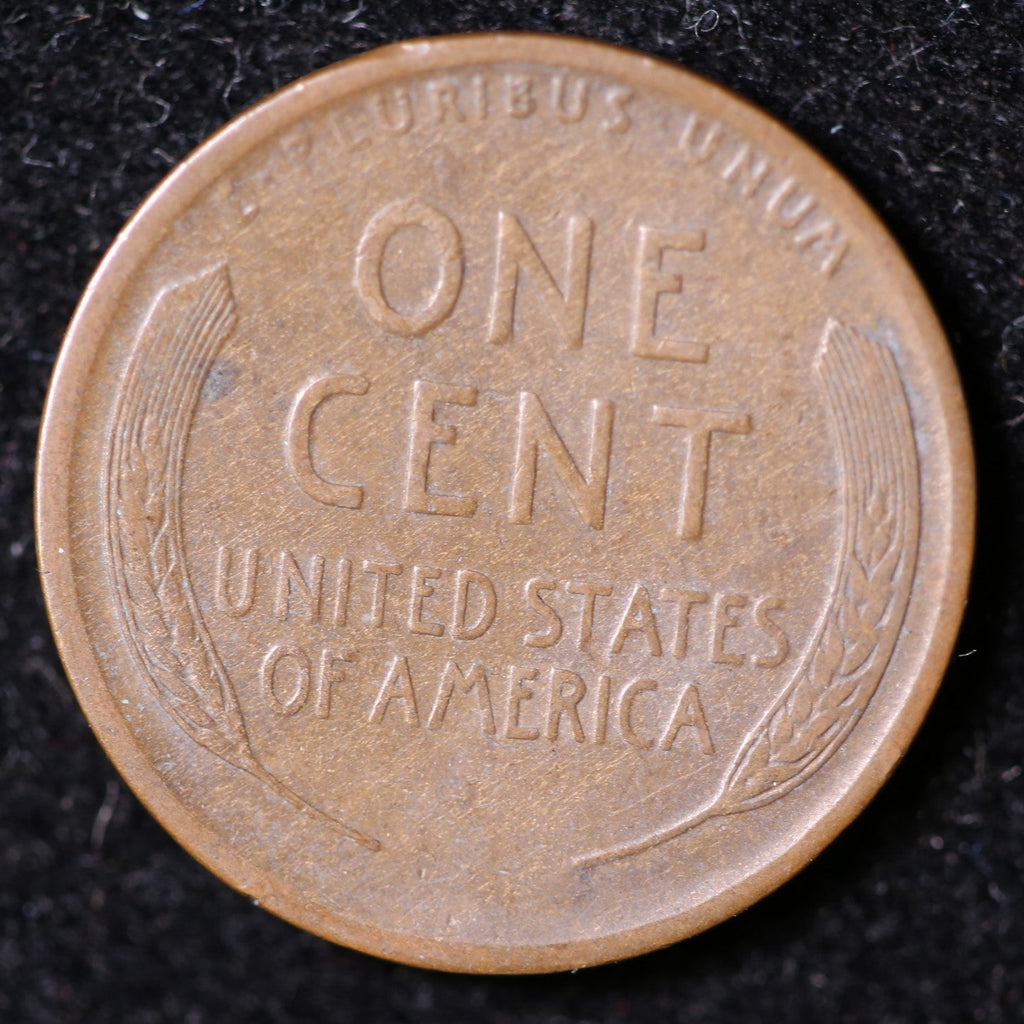 E · PLURIBUS · UNUM
ONE
CENT
UNITED STATES
OF AMERICA